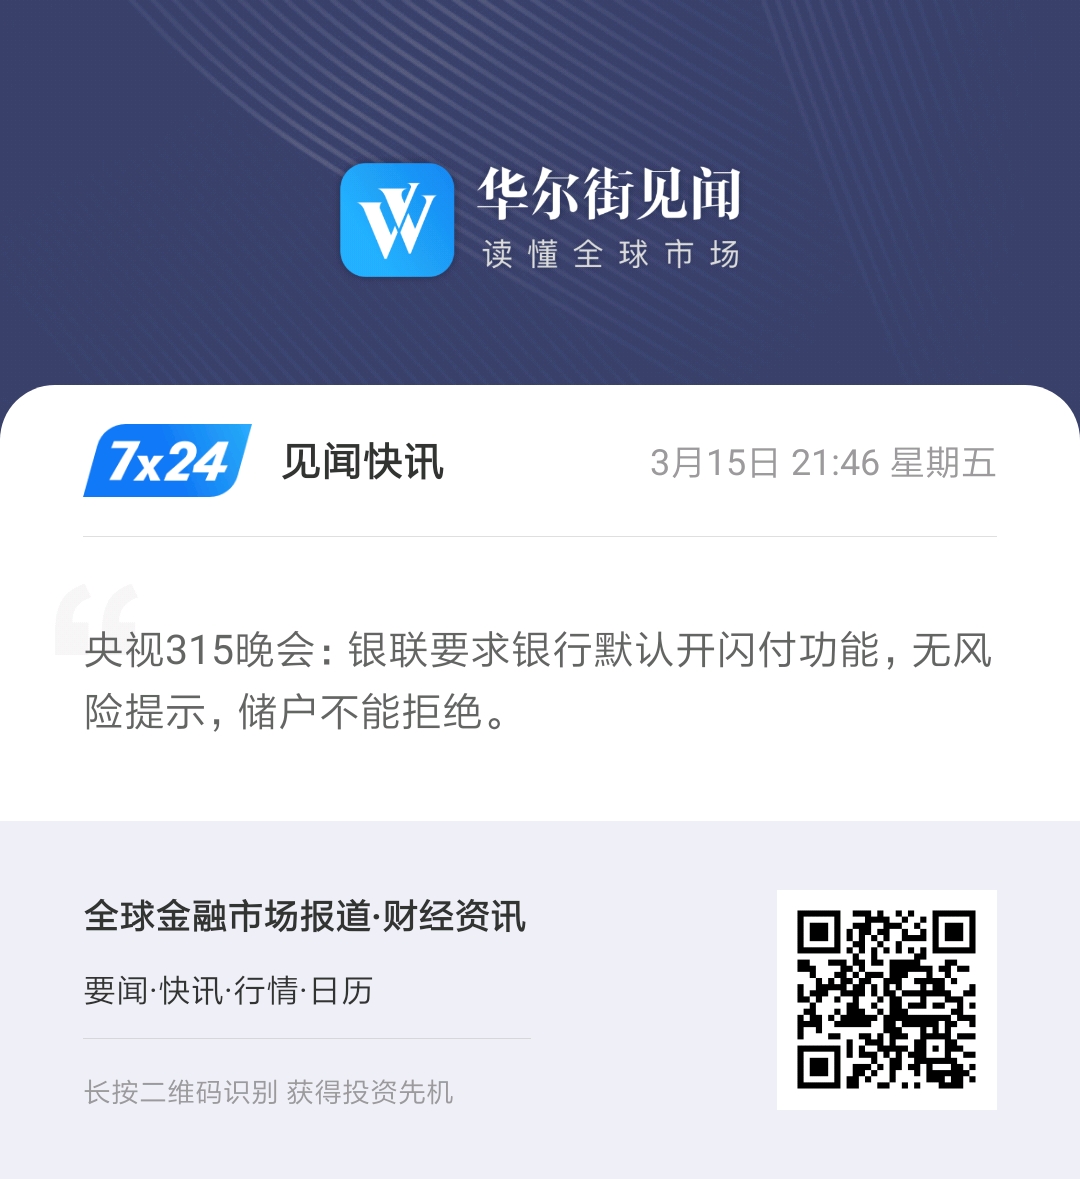 华尔街见闻
读懂全球市场
7x24 见闻快讯 3月15日 21:46 星期五
央视315晚会：银联要求银行默认开闪付功能，无风
险提示，储户不能拒绝。
全球金融市场报道·财经资讯
要闻·快讯·行情·日历
长按二维码识别 获得投资先机